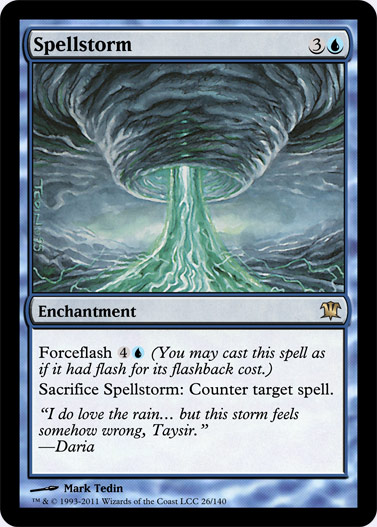 Spellstorm 3
Enchantment
Forceflash 4 (You may cast this spell as
if it had flash for its flashback cost.)
Sacrifice Spellstorm: Counter target spell.
“I do love the rain… but this storm feels
somehow wrong, Taysir.”
—Daria
Mark Tedin
™ & © 1993-2011 Wizards of the Coast LCC 26/140